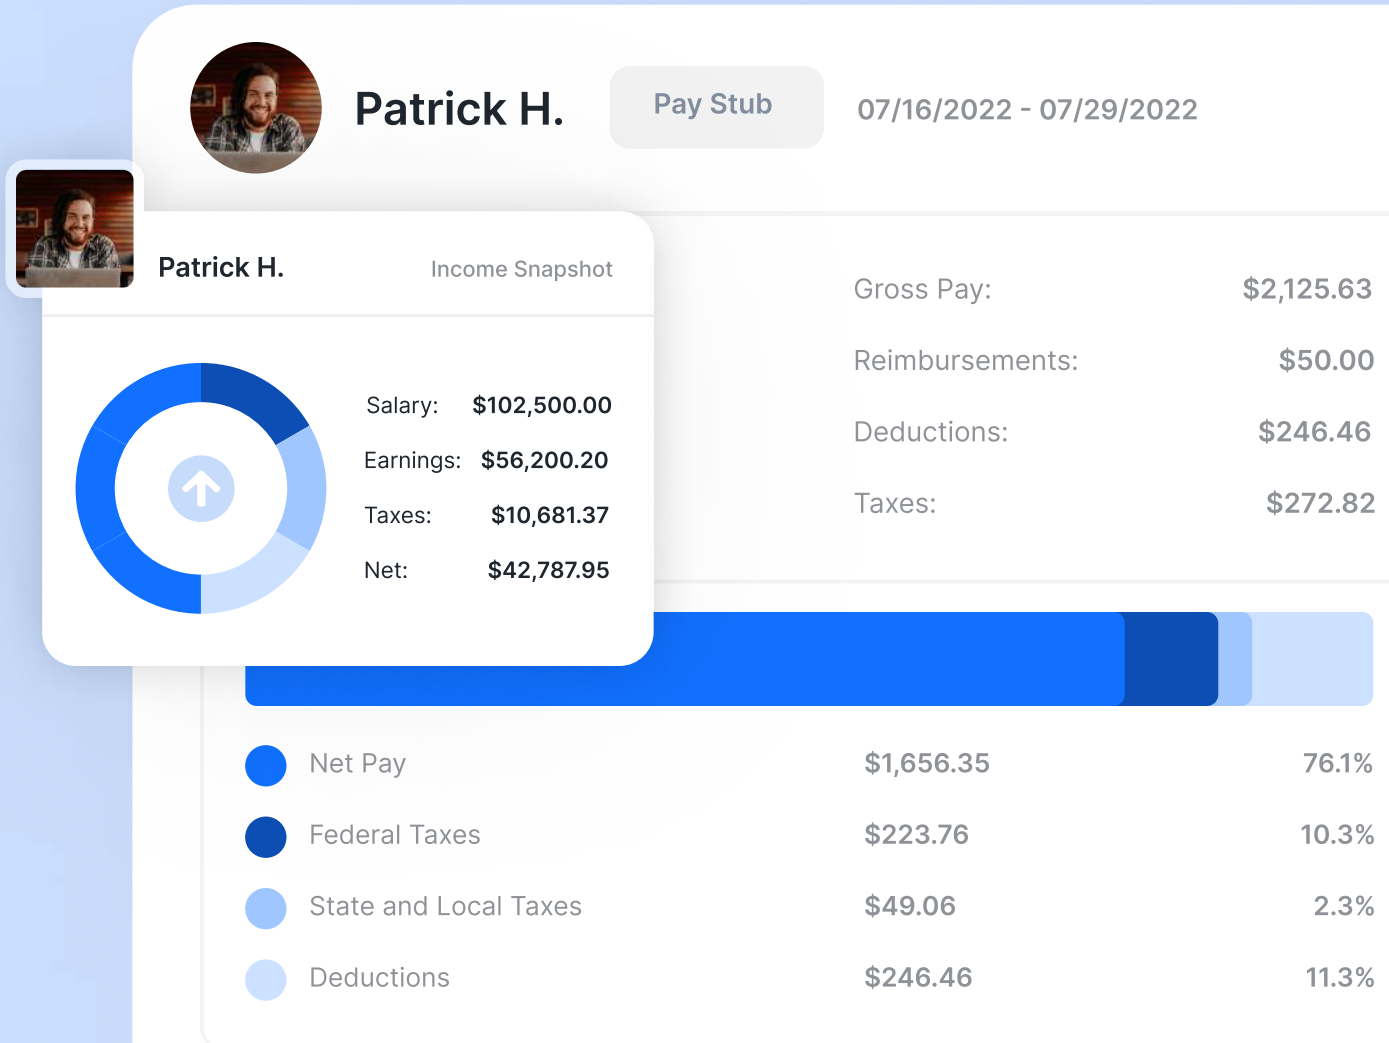 Patrick H.
Pay Stub
07/16/2022 - 07/29/2022
Patrick H.
Income Snapshot
Salary: $102,500.00
Earnings: $56,200.20
Taxes: $10,681.37
Net: $42,787.95
Gross Pay: $2,125.63
Reimbursements: $50.00
Deductions: $246.46
Taxes: $272.82
Net Pay $1,656.35 76.1%
Federal Taxes $223.76 10.3%
State and Local Taxes $49.06 2.3%
Deductions $246.46 11.3%